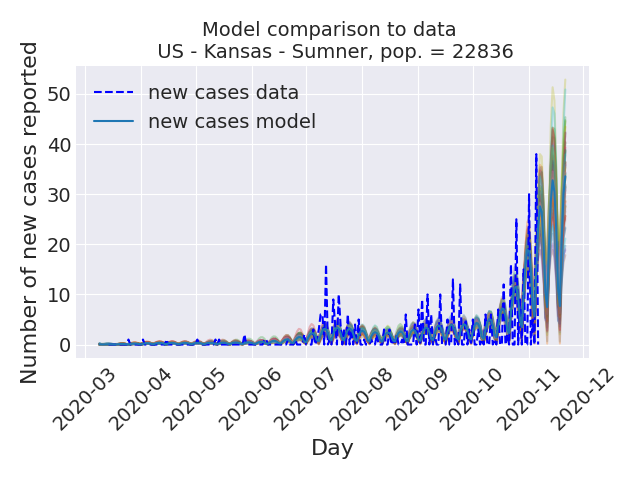 Model comparison to data
US - Kansas - Sumner, pop. = 22836
Number of new cases reported
50
40
30
20
10
0
new cases data
new cases model
2020-03
2020-04
2020-05
2020-06
2020-07
2020-08
2020-09
2020-10
2020-11
2020-12
Day